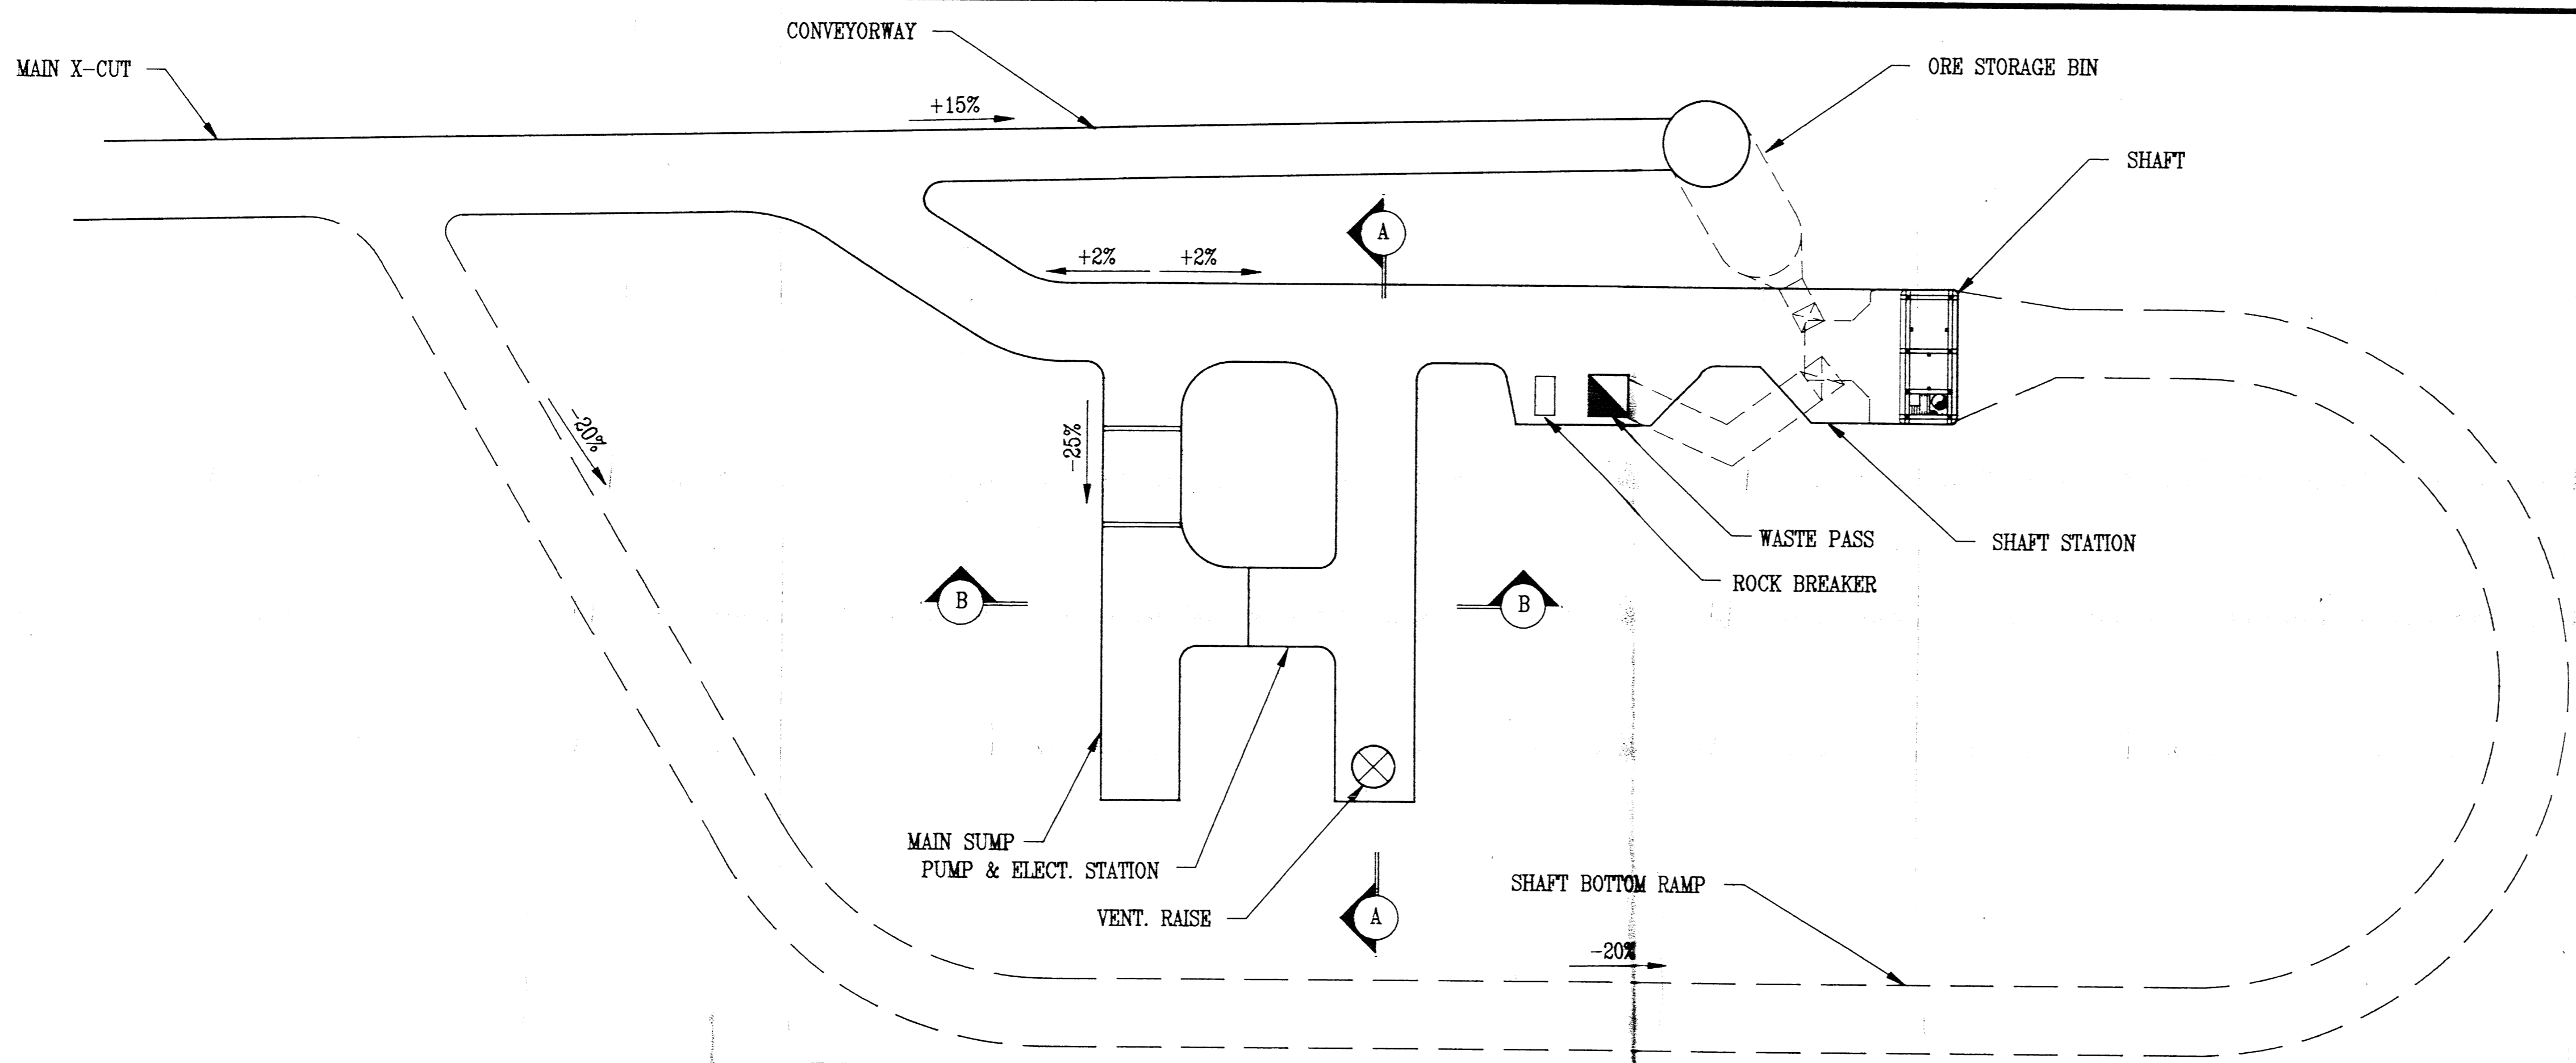 CONVEYORWAY
MAIN X-CUT
ORE STORAGE BIN
+15%
SHAFT
A
+2%
+2%
-20%
-25%
WASTE PASS
SHAFT STATION
ROCK BREAKER
B
B
MAIN SUMP
PUMP & ELECT. STATION
SHAFT BOTTOM RAMP
VENT. RAISE
A
-20%